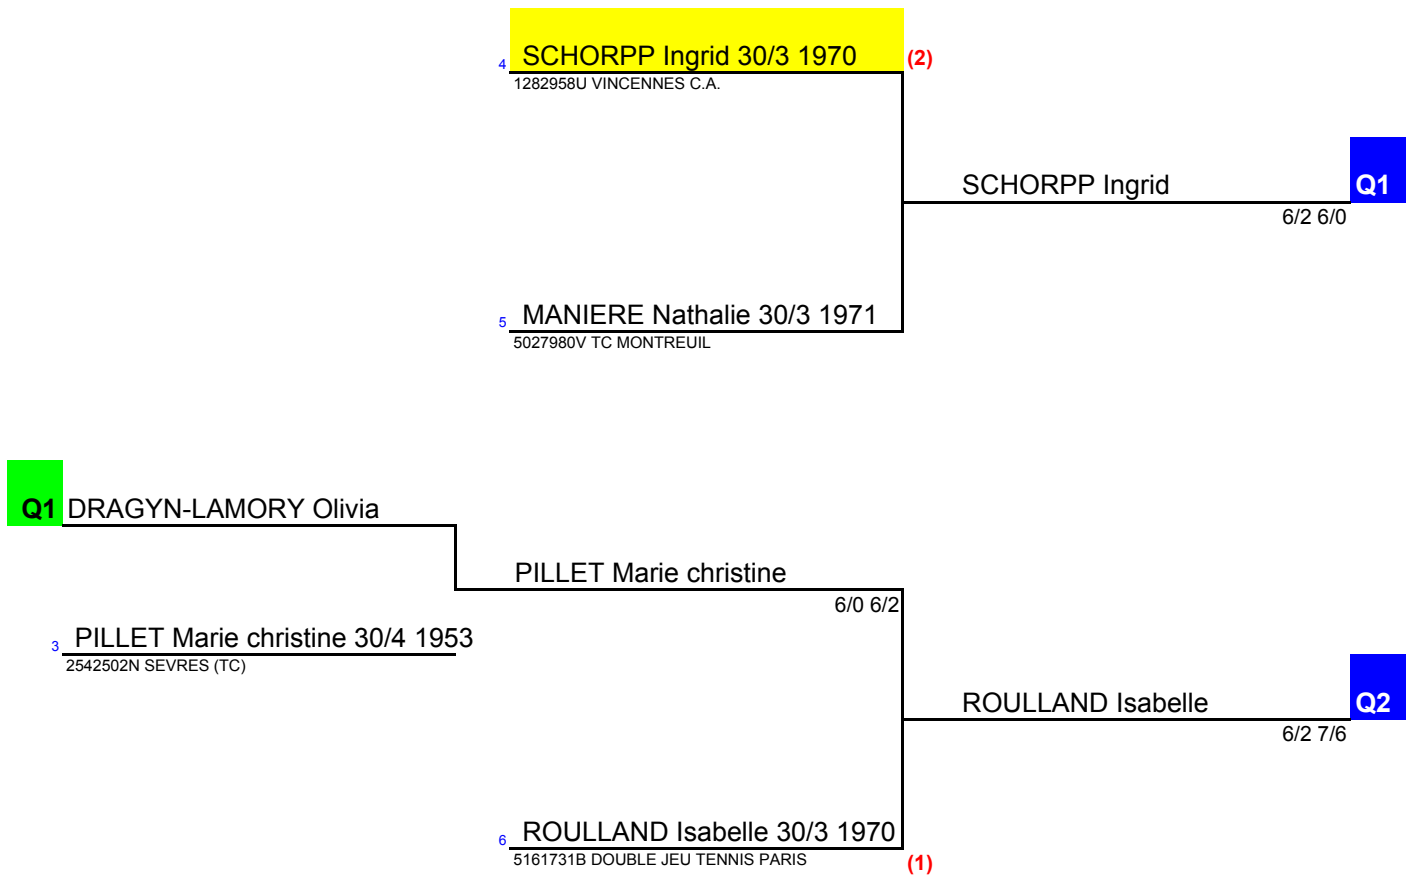 4 SCHORPP Ingrid 30/3 1970 (2)
1282958U VINCENNES C.A.
SCHORPP Ingrid Q1
6/2 6/0
5 MANIERE Nathalie 30/3 1971
5027980V TC MONTREUIL
Q1 DRAGYN-LAMORY Olivia
PILLET Marie christine
6/0 6/2
3 PILLET Marie christine 30/4 1953
2542502N SEVRES (TC)
ROULLAND Isabelle Q2
6/2 7/6
6 ROULLAND Isabelle 30/3 1970
5161731B DOUBLE JEU TENNIS PARIS (1)